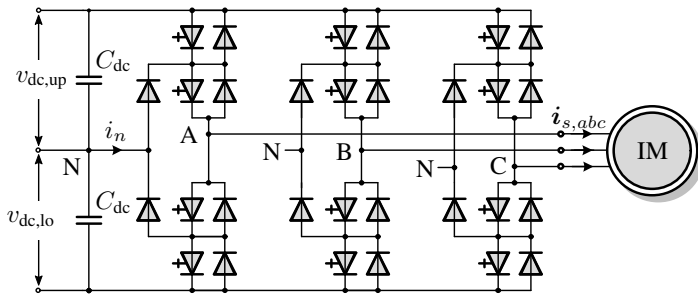 C_dc
v_dc,up
i_n
i_s,abc
A
N
N
B
N
C
IM
C_dc
v_dc,lo